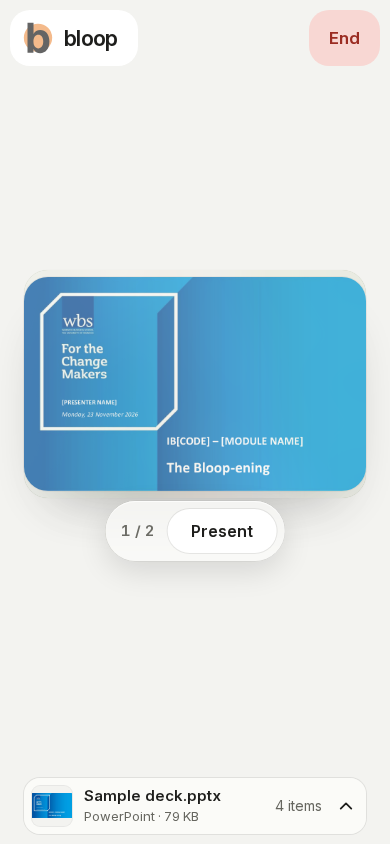 bloop
End
wbs
For the
Change
Makers
[PRESENTER NAME]
Monday, 23 November 2026
IB[CODE] – [MODULE NAME]
The Bloop-ening
1 / 2
Present
Sample deck.pptx
PowerPoint · 79 KB
4 items